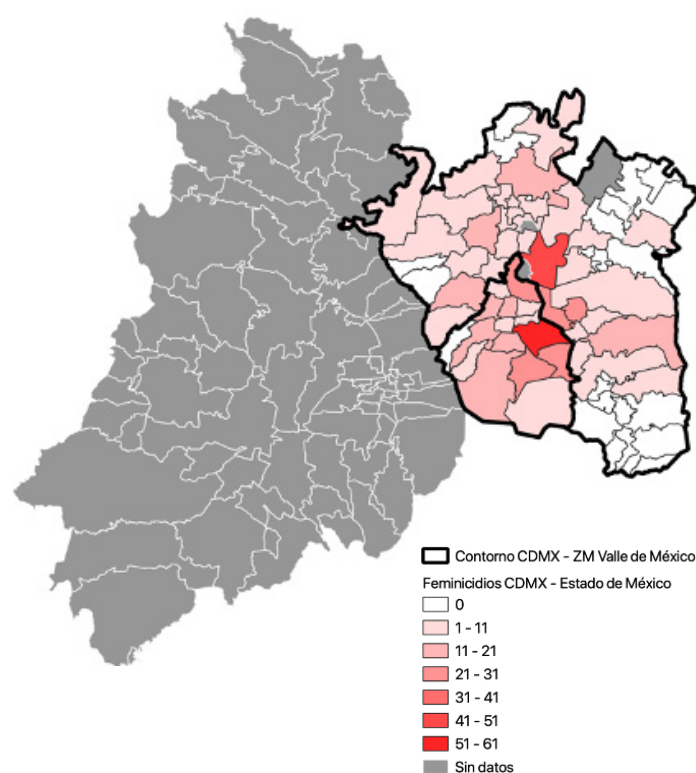 Contorno CDMX - ZM Valle de México
Feminicidios CDMX - Estado de México
0
1 - 11
11 - 21
21 - 31
31 - 41
41 - 51
51 - 61
Sin datos